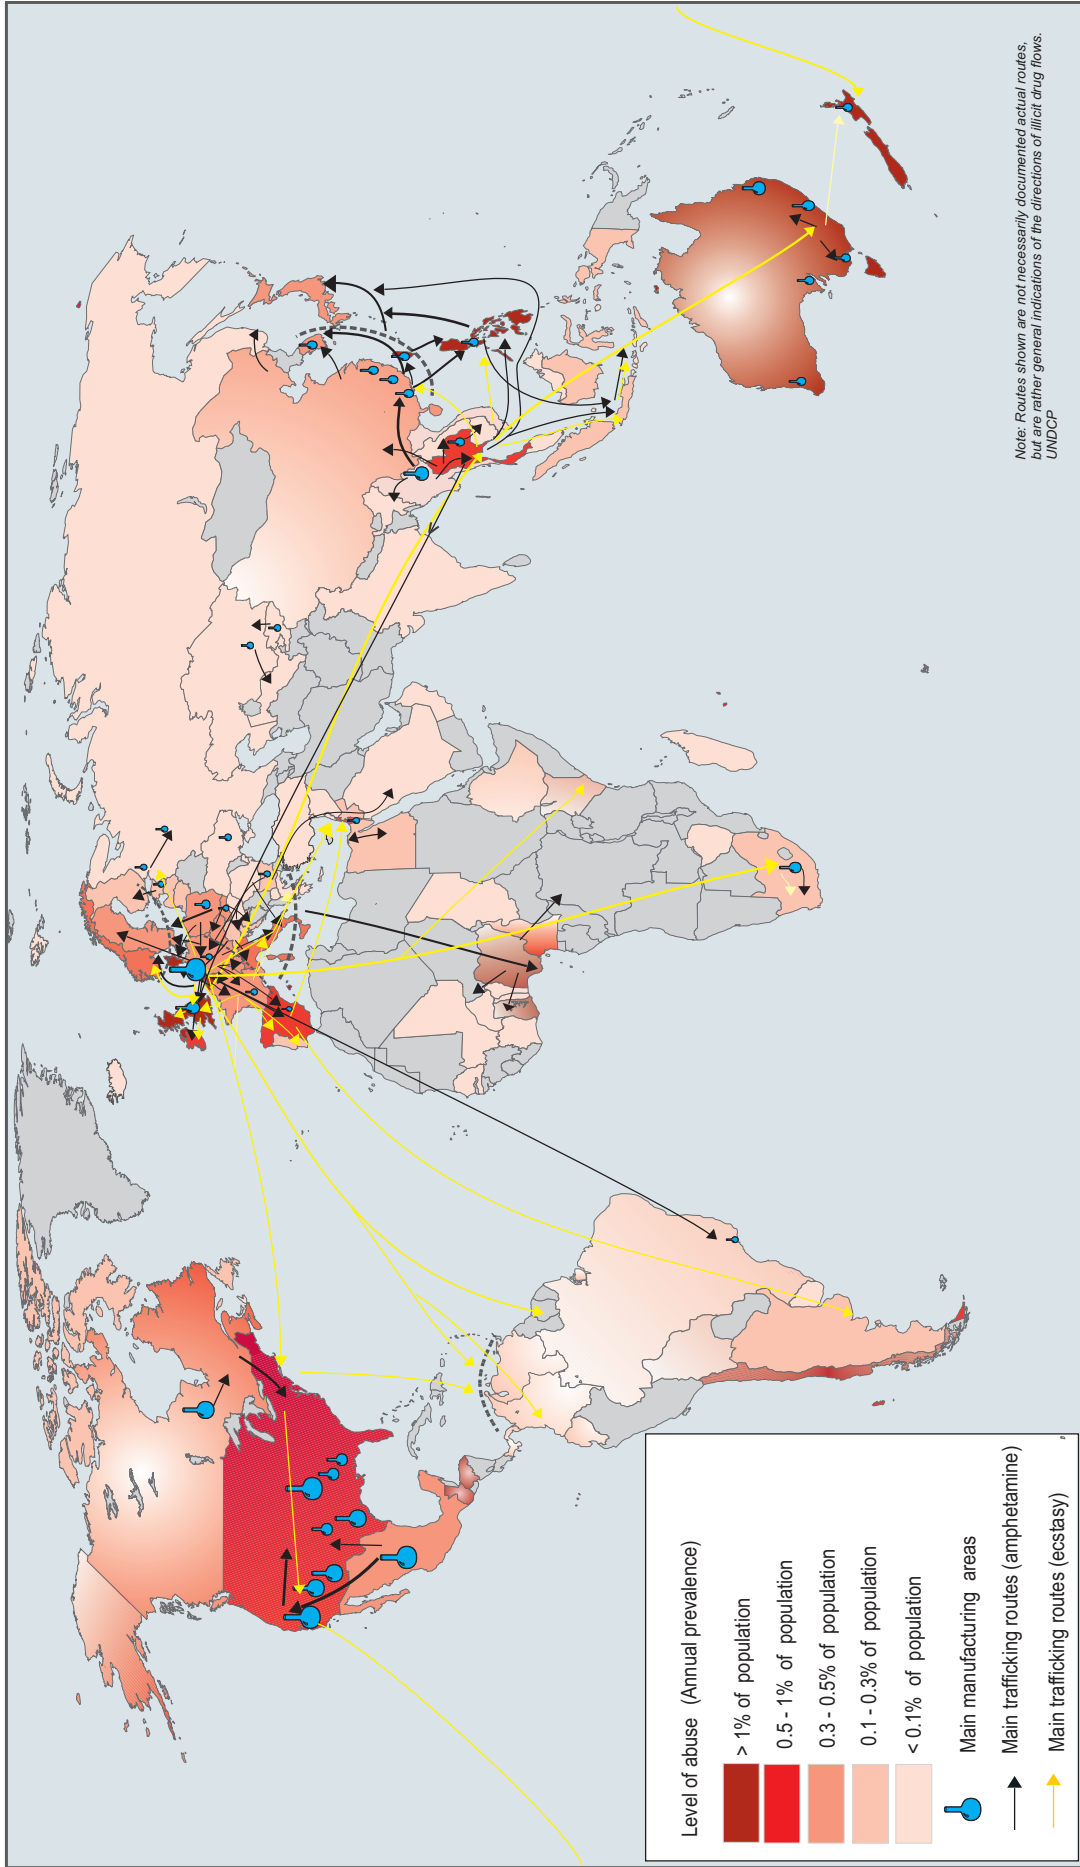 Level of abuse (Annual prevalence)
> 1% of population
0.5 - 1% of population
0.3 - 0.5% of population
0.1 - 0.3% of population
< 0.1% of population
Main manufacturing areas
Main trafficking routes (amphetamine)
Main trafficking routes (ecstasy)
Note: Routes shown are not necessarily documented actual routes,
but are rather general indications of the directions of illicit drug flows.
UNDCP